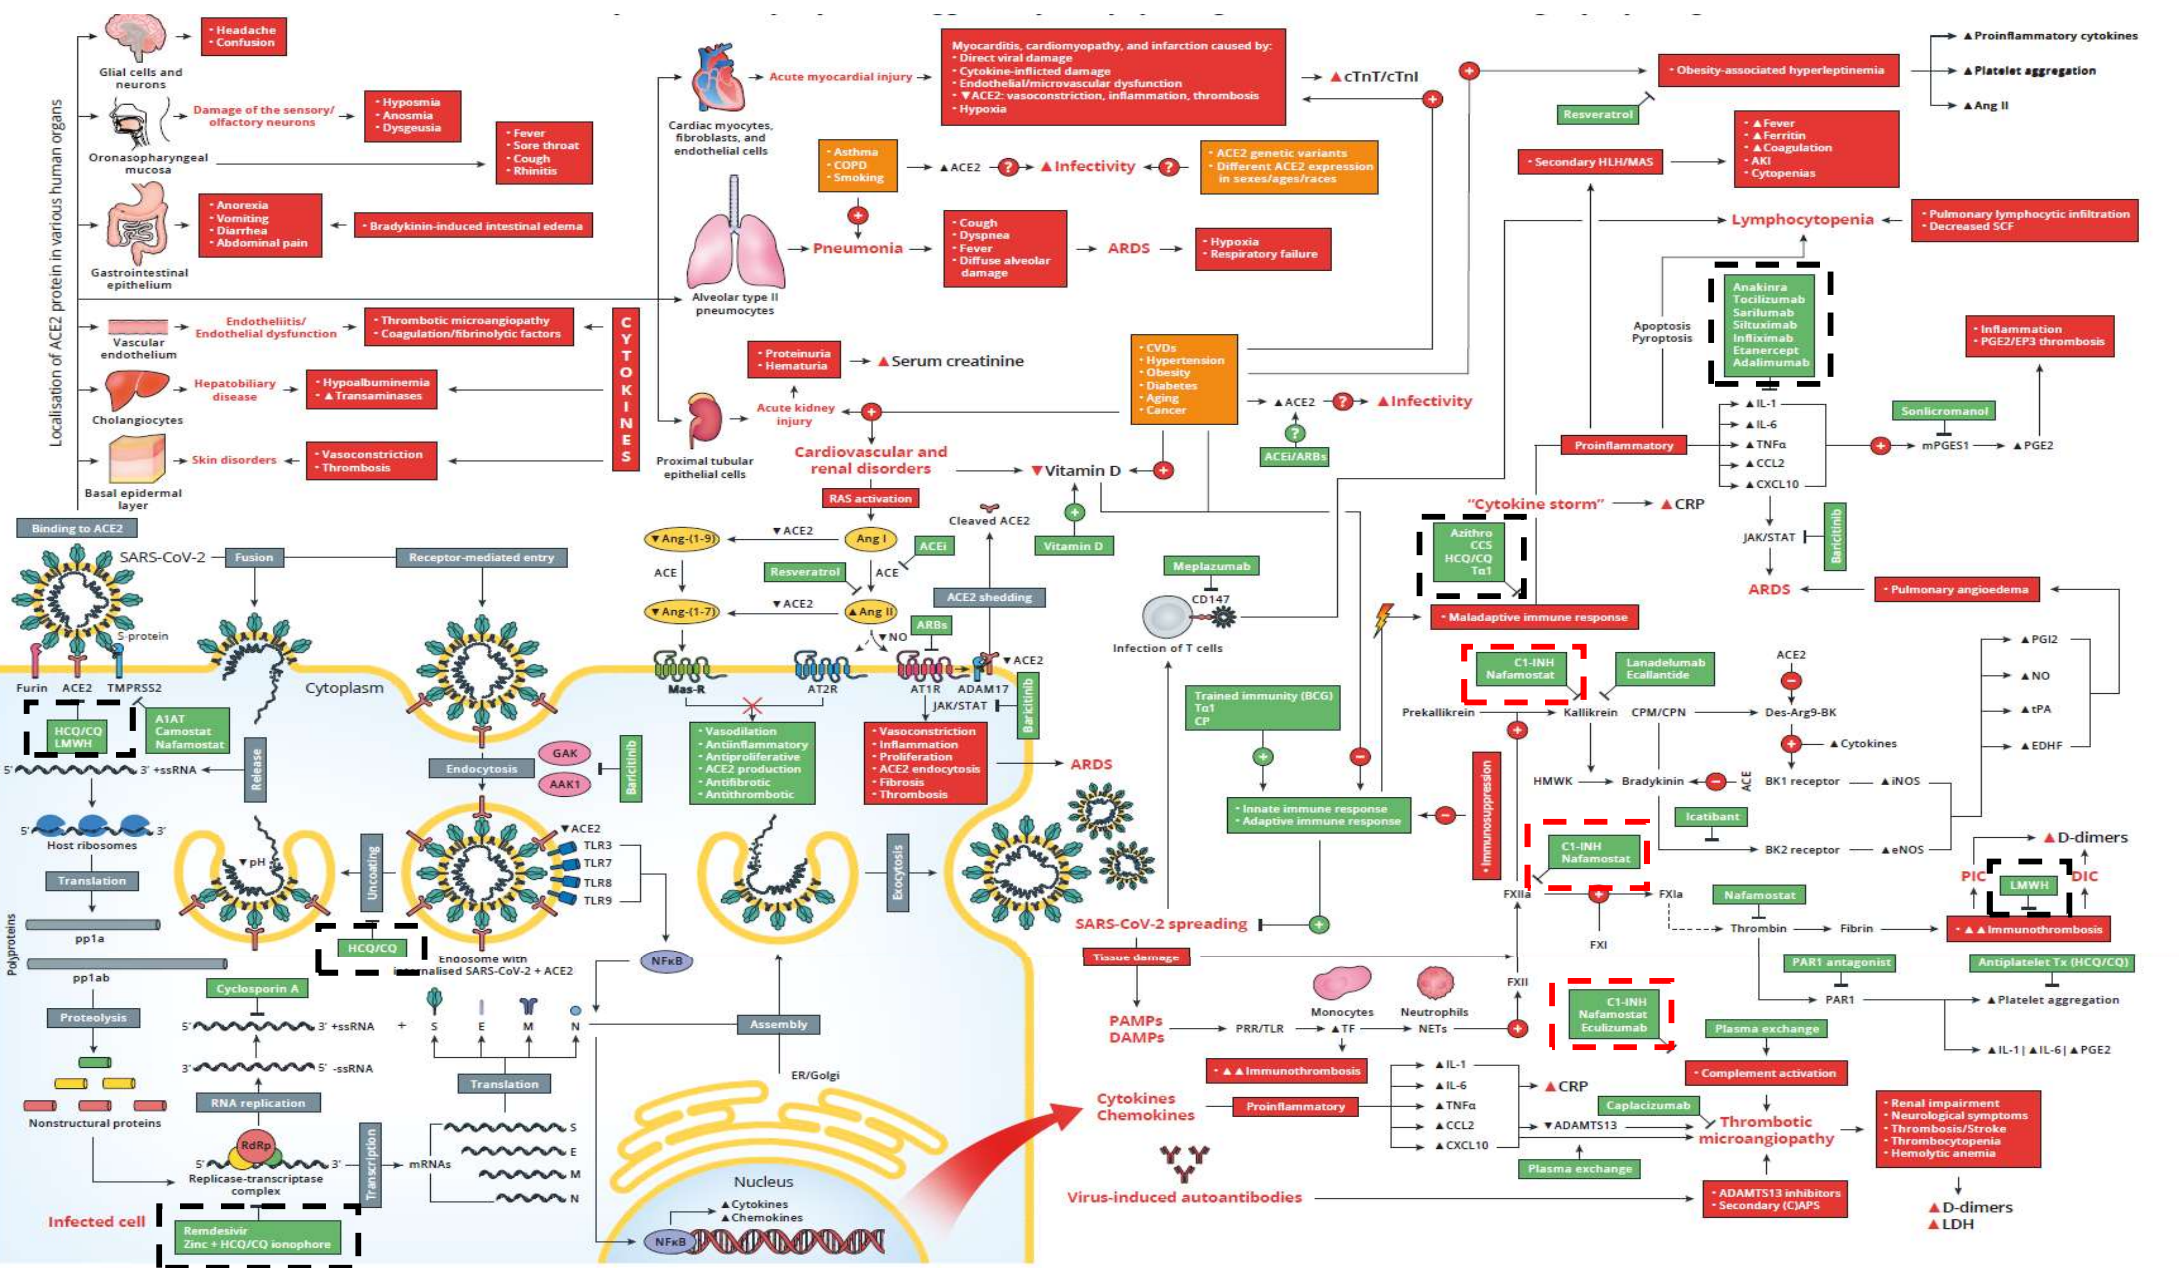 Localisation of ACE2 protein in various human organs
Glial cells and
neurons
• Headache
• Confusion
Oronasopharyngeal
mucosa
Damage of the sensory/
olfactory neurons
• Hyposmia
• Anosmia
• Dysgeusia
• Fever
• Sore throat
• Cough
• Rhinitis
Gastrointestinal
epithelium
• Anorexia
• Vomiting
• Diarrhea
• Abdominal pain
• Bradykinin-induced intestinal edema
Vascular
endothelium
Endotheliitis/
Endothelial dysfunction
• Thrombotic microangiopathy
• Coagulation/fibrinolytic factors
Cholangiocytes
Hepatobiliary
disease
• Hypoalbuminemia
• ▲Transaminases
Basal epidermal
layer
Skin disorders
• Vasoconstriction
• Thrombosis
CYTOKINES
Cardiac myocytes,
fibroblasts, and
endothelial cells
Acute myocardial injury
Myocarditis, cardiomyopathy, and infarction caused by:
• Direct viral damage
• Cytokine-inflicted damage
• Endothelial/microvascular dysfunction
• ▼ACE2: vasoconstriction, inflammation, thrombosis
• Hypoxia
▲cTnT/cTnI
• Asthma
• COPD
• Smoking
▲ACE2
?
▲Infectivity
?
• ACE2 genetic variants
• Different ACE2 expression
in sexes/ages/races
+
Alveolar type II
pneumocytes
Pneumonia
• Cough
• Dyspnea
• Fever
• Diffuse alveolar
damage
ARDS
• Hypoxia
• Respiratory failure
Proximal tubular
epithelial cells
Acute kidney
injury
• Proteinuria
• Hematuria
▲Serum creatinine
+
• CVDs
• Hypertension
• Obesity
• Diabetes
• Aging
• Cancer
▲ACE2
?
▲Infectivity
?
ACEi/ARBs
+
+
• Obesity-associated hyperleptinemia
▲Proinflammatory cytokines
▲Platelet aggregation
▲Ang II
Resveratrol
• Secondary HLH/MAS
• ▲Fever
• ▲Ferritin
• ▲Coagulation
• AKI
• Cytopenias
Lymphocytopenia
• Pulmonary lymphocytic infiltration
• Decreased SCF
Apoptosis
Pyroptosis
Anakinra
Tocilizumab
Sarilumab
Siltuximab
Infliximab
Etanercept
Adalimumab
Proinflammatory
▲IL-1
▲IL-6
▲TNFα
▲CCL2
▲CXCL10
+
Sonlicromanol
mPGES1
▲PGE2
• Inflammation
• PGE2/EP3 thrombosis
JAK/STAT
Baricitinib
ARDS
• Pulmonary angioedema
"Cytokine storm"
▲CRP
Azithro
CCS
HCQ/CQ
Tα1
• Maladaptive immune response
Cardiovascular and
renal disorders
▼Vitamin D
+
+
Vitamin D
RAS activation
▼Ang-(1-9)
▼ACE2
Ang I
ACEi
ACE
Resveratrol
ACE
▼Ang-(1-7)
▼ACE2
▲Ang II
▼NO
ARBs
Cleaved ACE2
ACE2 shedding
▼ACE2
Mas-R
AT2R
AT1R
ADAM17
JAK/STAT
Baricitinib
• Vasodilation
• Antiinflammatory
• Antiproliferative
• ACE2 production
• Antifibrotic
• Antithrombotic
• Vasoconstriction
• Inflammation
• Proliferation
• ACE2 endocytosis
• Fibrosis
• Thrombosis
ARDS
Binding to ACE2
SARS-CoV-2
Fusion
Receptor-mediated entry
S-protein
Furin
ACE2
TMPRSS2
Cytoplasm
HCQ/CQ
LMWH
A1AT
Camostat
Nafamostat
5' 3' +ssRNA
Release
Host ribosomes
5' 3'
Translation
Polyproteins
pp1a
pp1ab
Proteolysis
Nonstructural proteins
Endocytosis
GAK
AAK1
Baricitinib
▼ACE2
TLR3
TLR7
TLR8
TLR9
Uncoating
▼pH
HCQ/CQ
Endosome with
internalised SARS-CoV-2 + ACE2
NFκB
Cyclosporin A
5' 3' +ssRNA
+
S
E
M
N
3' 5' -ssRNA
RNA replication
RdRp
5' 3'
Replicase-transcriptase
complex
Transcription
mRNAs
Translation
S
E
M
N
Assembly
ER/Golgi
Exocytosis
Infected cell
Remdesivir
Zinc + HCQ/CQ ionophore
Nucleus
▲Cytokines
▲Chemokines
NFκB
Meplazumab
CD147
Infection of T cells
Trained immunity (BCG)
Tα1
CP
+
−
• Innate immune response
• Adaptive immune response
−
• Immunosuppression
+
SARS-CoV-2 spreading
Tissue damage
PAMPs
DAMPs
PRR/TLR
Monocytes
▲TF
Neutrophils
NETs
+
• ▲▲Immunothrombosis
FXII
FXIIa
+
FXI
FXIa
C1-INH
Nafamostat
Lanadelumab
Ecallantide
Prekallikrein
+
Kallikrein
CPM/CPN
ACE2
−
Des-Arg9-BK
+
▲Cytokines
HMWK
Bradykinin
−
ACE
BK1 receptor
▲iNOS
Icatibant
BK2 receptor
▲eNOS
▲PGI2
▲NO
▲tPA
▲EDHF
C1-INH
Nafamostat
Nafamostat
Thrombin
Fibrin
• ▲▲Immunothrombosis
PIC
LMWH
DIC
▲D-dimers
PAR1 antagonist
PAR1
Antiplatelet Tx (HCQ/CQ)
▲Platelet aggregation
▲IL-1|▲IL-6|▲PGE2
C1-INH
Nafamostat
Eculizumab
Plasma exchange
• Complement activation
Cytokines
Chemokines
Proinflammatory
▲IL-1
▲IL-6
▲TNFα
▲CCL2
▲CXCL10
▲CRP
▼ADAMTS13
Caplacizumab
Plasma exchange
Thrombotic
microangiopathy
• Renal impairment
• Neurological symptoms
• Thrombosis/Stroke
• Thrombocytopenia
• Hemolytic anemia
▲D-dimers
▲LDH
Virus-induced autoantibodies
• ADAMTS13 inhibitors
• Secondary (C)APS